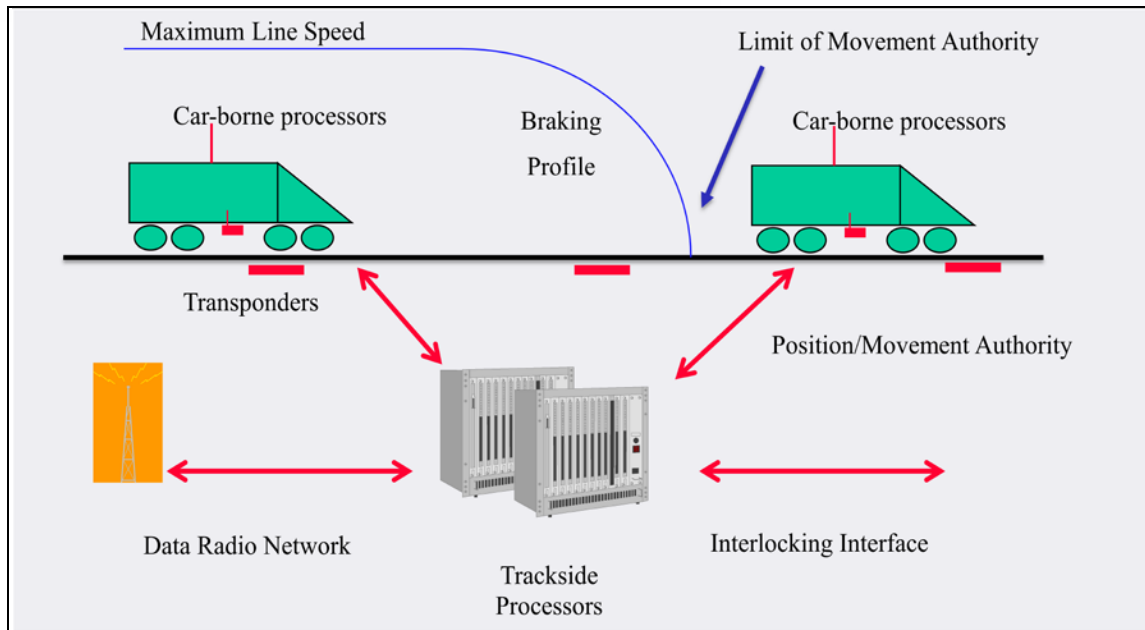 Maximum Line Speed
Limit of Movement Authority
Car-borne processors
Braking
Profile
Car-borne processors
Transponders
Position/Movement Authority
Data Radio Network
Interlocking Interface
Trackside
Processors